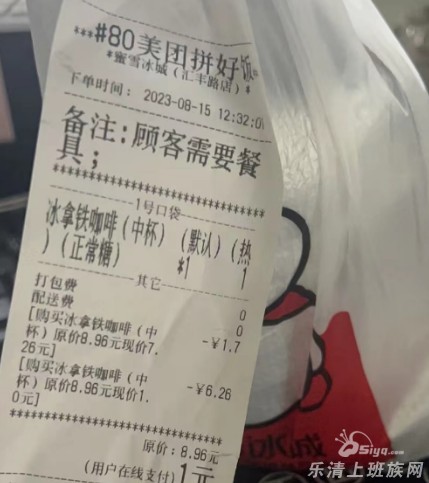 ***#80美团拼好饭**
*蜜雪冰城(汇丰路店)*
下单时间: 2023-08-15 12:32:0
备注:顾客需要餐
具;
1号口袋
冰拿铁咖啡(中杯)(默认)(热
)(正常糖) *1 1
其它
打包费 0
配送费 0
[购买冰拿铁咖啡(中
杯)原价8.96元现价7.
26元] -￥1.7
[购买冰拿铁咖啡(中
杯)原价8.96元现价1.
0元] -￥6.26
原价: 8.96元
(用户在线支付)1元
冰城
Siyq.com
乐清上班族网